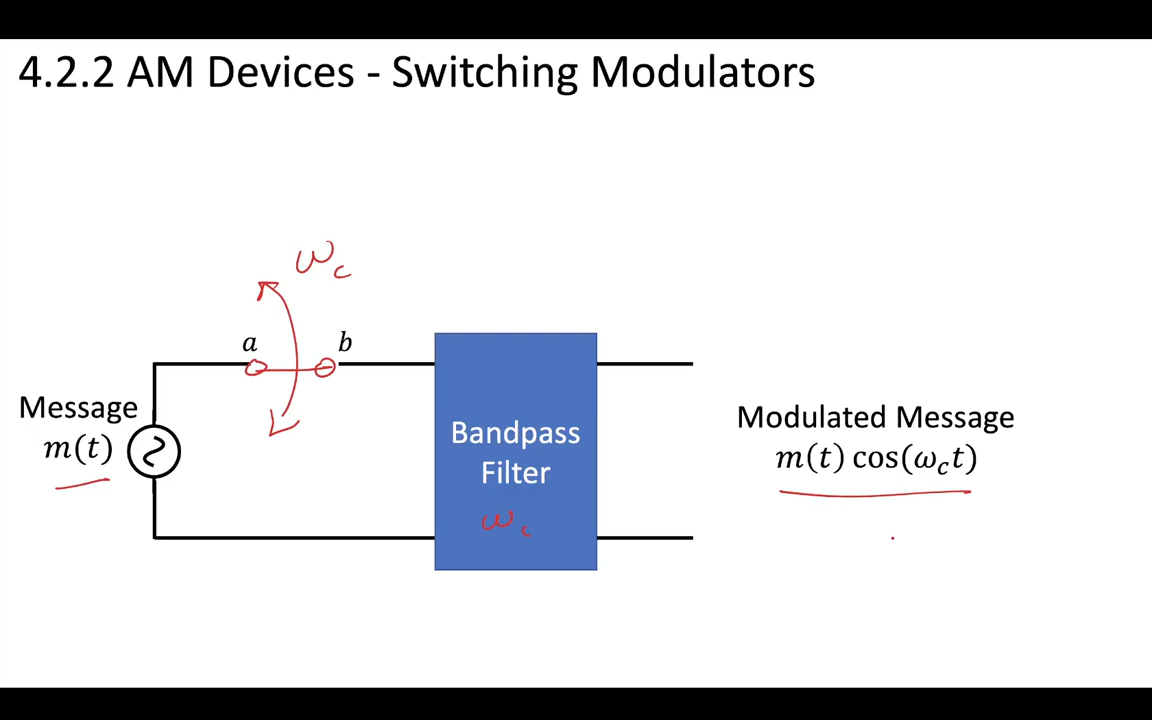 4.2.2 AM Devices - Switching Modulators
ω_c
a
b
Message
m(t)
Bandpass
Filter
ω_c
Modulated Message
m(t) cos(ω_c t)